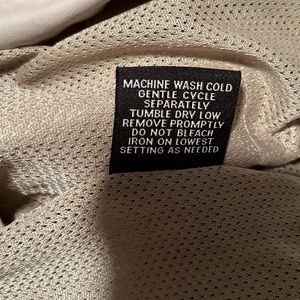 MACHINE WASH COLD
GENTLE CYCLE
SEPARATELY
TUMBLE DRY LOW
REMOVE PROMPTLY
DO NOT BLEACH
IRON ON LOWEST
SETTING AS NEEDED